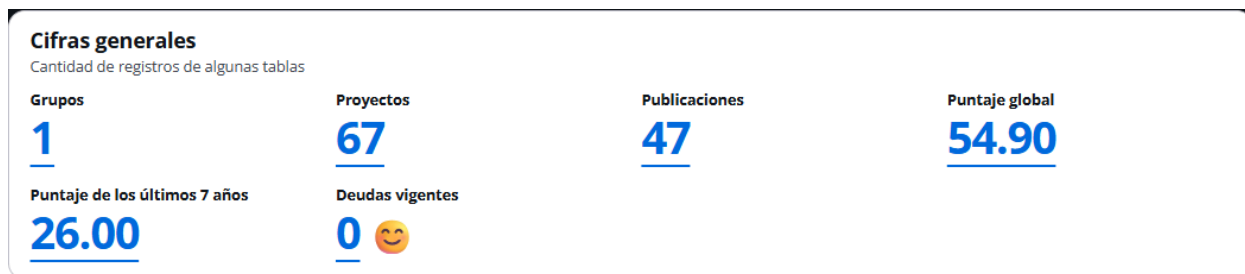 Cifras generales
Cantidad de registros de algunas tablas
Grupos
1
Proyectos
67
Publicaciones
47
Puntaje global
54.90
Puntaje de los últimos 7 años
26.00
Deudas vigentes
0 😊